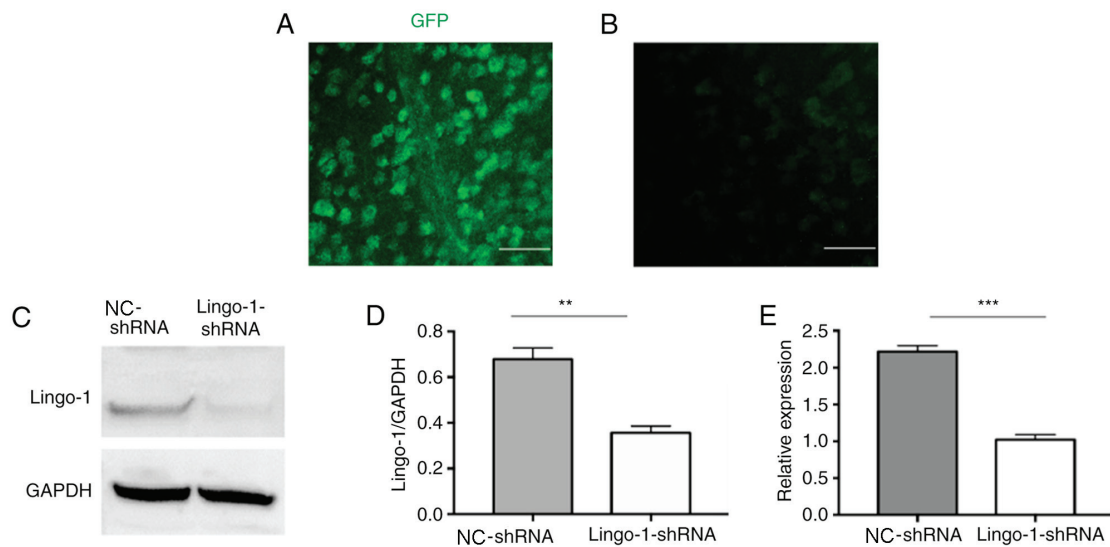 A
GFP
B
C
NC-
shRNA
Lingo-1-
shRNA
Lingo-1
GAPDH
D
**
Lingo-1/GAPDH
0.8
0.6
0.4
0.2
0.0
NC-shRNA
Lingo-1-shRNA
E
***
Relative expression
2.5
2.0
1.5
1.0
0.5
0.0
NC-shRNA
Lingo-1-shRNA